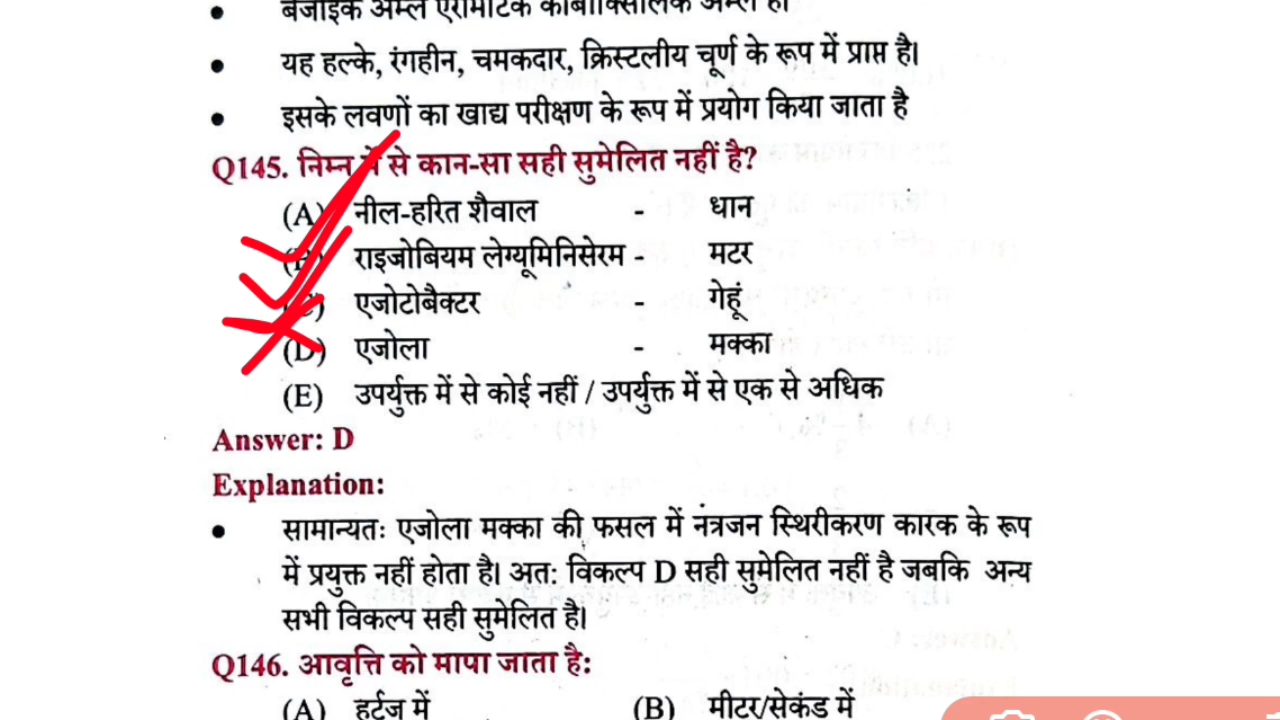 यह हल्के, रंगहीन, चमकदार, क्रिस्टलीय चूर्ण के रूप में प्राप्त है।
इसके लवणों का खाद्य परीक्षण के रूप में प्रयोग किया जाता है
Q145. निम्न में से कान-सा सही सुमेलित नहीं है?
(A) नील-हरित शैवाल - धान
(B) राइजोबियम लेग्यूमिनिसेरम - मटर
(C) एजोटोबैक्टर - गेहूं
(D) एजोला - मक्का
(E) उपर्युक्त में से कोई नहीं / उपर्युक्त में से एक से अधिक
Answer: D
Explanation:
सामान्यतः एजोला मक्का की फसल में नत्रजन स्थिरीकरण कारक के रूप
में प्रयुक्त नहीं होता है। अत: विकल्प D सही सुमेलित नहीं है जबकि अन्य
सभी विकल्प सही सुमेलित है।
Q146. आवृत्ति को मापा जाता है:
(A) हर्टज में (B) मीटर/सेकंड में